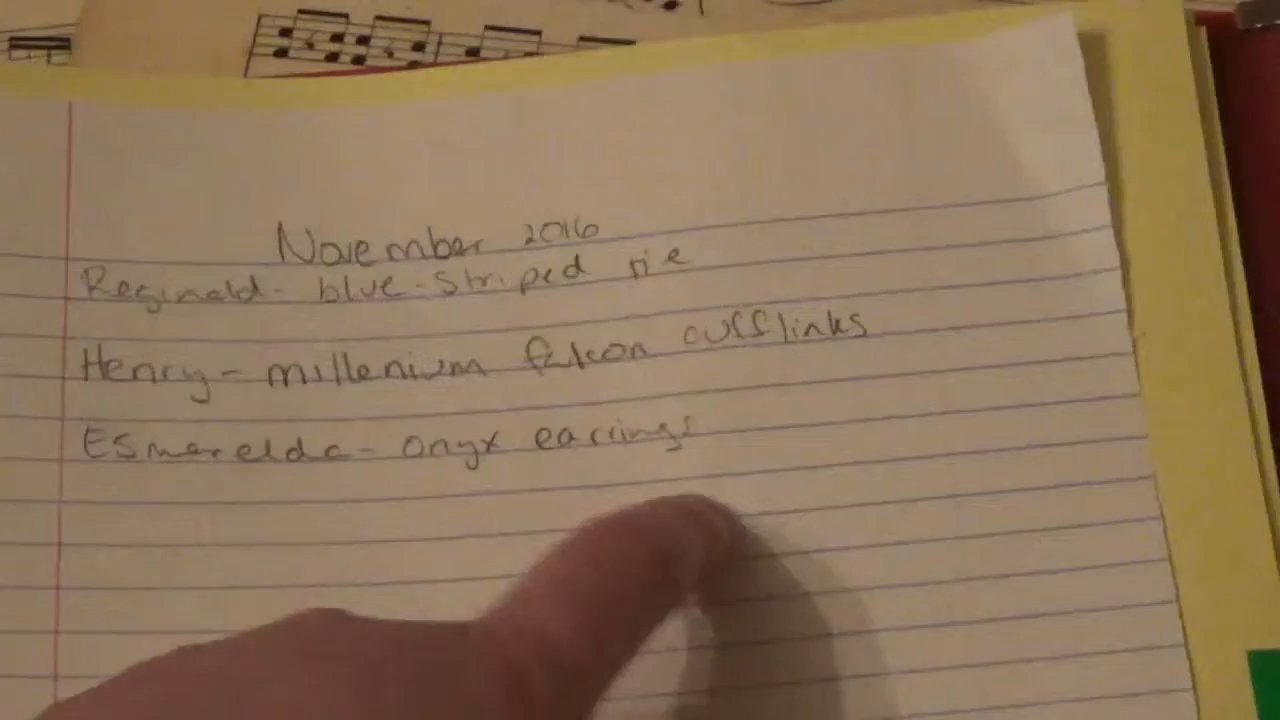 November 2016
Reginald - blue-striped tie
Henry - millenium falcon cufflinks
Esmerelda - onyx earrings